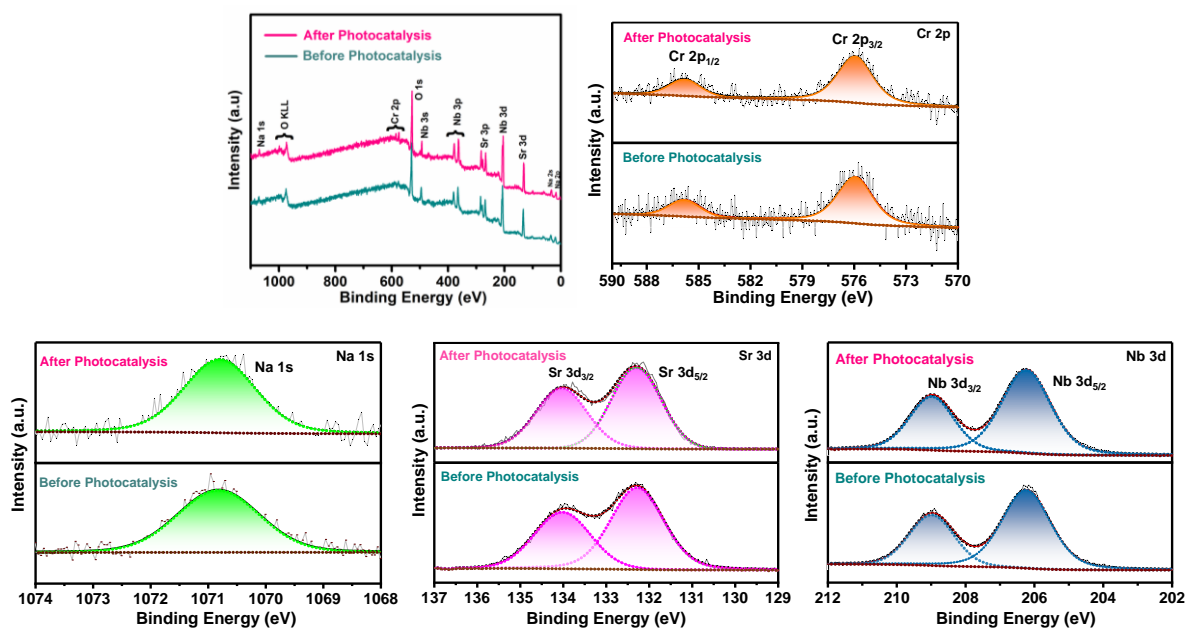 After Photocatalysis
Before Photocatalysis
Na 1s
O KLL
Cr 2p
O 1s
Nb 3s
Nb 3p
Sr 3p
Nb 3d
Sr 3d
Na 2s
Na 2p
Intensity (a.u)
1000 800 600 400 200 0
Binding Energy (eV)
After Photocatalysis
Cr 2p
Cr 2p1/2
Cr 2p3/2
Before Photocatalysis
Intensity (a.u.)
590 588 585 582 579 576 573 570
Binding Energy (eV)
After Photocatalysis
Na 1s
Na 1s
Before Photocatalysis
Intensity (a.u.)
1074 1073 1072 1071 1070 1069 1068
Binding Energy (eV)
After Photocatalysis
Sr 3d
Sr 3d3/2
Sr 3d5/2
Before Photocatalysis
Intensity (a.u.)
137 136 135 134 133 132 131 130 129
Binding Energy (eV)
After Photocatalysis
Nb 3d
Nb 3d3/2
Nb 3d5/2
Before Photocatalysis
Intensity (a.u.)
212 210 208 206 204 202
Binding Energy (eV)